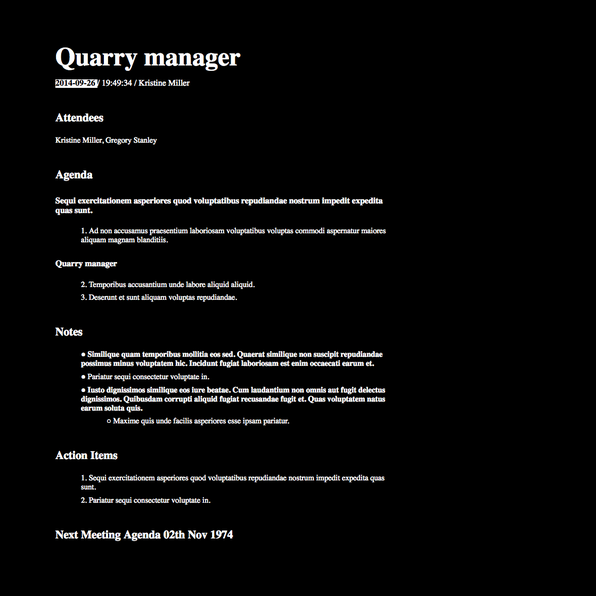 Quarry manager
2014-09-26 / 19:49:34 / Kristine Miller
Attendees
Kristine Miller, Gregory Stanley
Agenda
Sequi exercitationem asperiores quod voluptatibus repudiandae nostrum impedit expedita
quas sunt.
1. Ad non accusamus praesentium laboriosam voluptatibus voluptas commodi aspernatur maiores
aliquam magnam blanditiis.
Quarry manager
2. Temporibus accusantium unde labore aliquid aliquid.
3. Deserunt et sunt aliquam voluptas repudiandae.
Notes
● Similique quam temporibus mollitia eos sed. Quaerat similique non suscipit repudiandae
possimus minus voluptatem hic. Incidunt fugiat laboriosam est enim occaecati earum et.
● Pariatur sequi consectetur voluptate in.
● Iusto dignissimos similique eos iure beatae. Cum laudantium non omnis aut fugit delectus
dignissimos. Quibusdam corrupti aliquid fugiat recusandae fugit et. Quas voluptatem natus
earum soluta quis.
○ Maxime quis unde facilis asperiores esse ipsam pariatur.
Action Items
1. Sequi exercitationem asperiores quod voluptatibus repudiandae nostrum impedit expedita quas
sunt.
2. Pariatur sequi consectetur voluptate in.
Next Meeting Agenda 02th Nov 1974